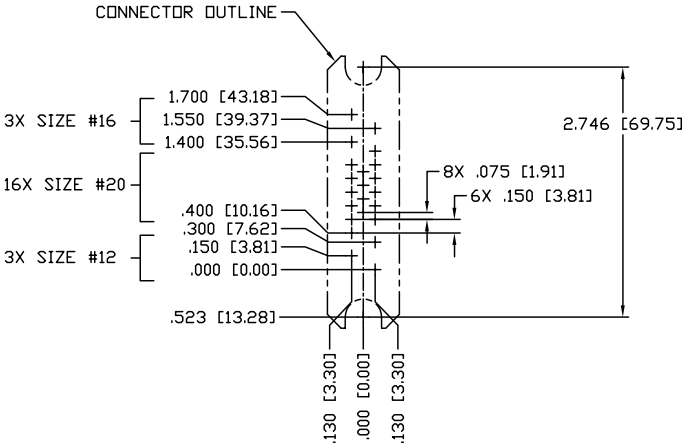 CONNECTOR OUTLINE
1.700 [43.18]
3X SIZE #16
1.550 [39.37]
2.746 [69.75]
1.400 [35.56]
8X .075 [1.91]
16X SIZE #20
6X .150 [3.81]
.400 [10.16]
.300 [7.62]
3X SIZE #12
.150 [3.81]
.000 [0.00]
.523 [13.28]
.130 [3.30]
.000 [0.00]
.130 [3.30]